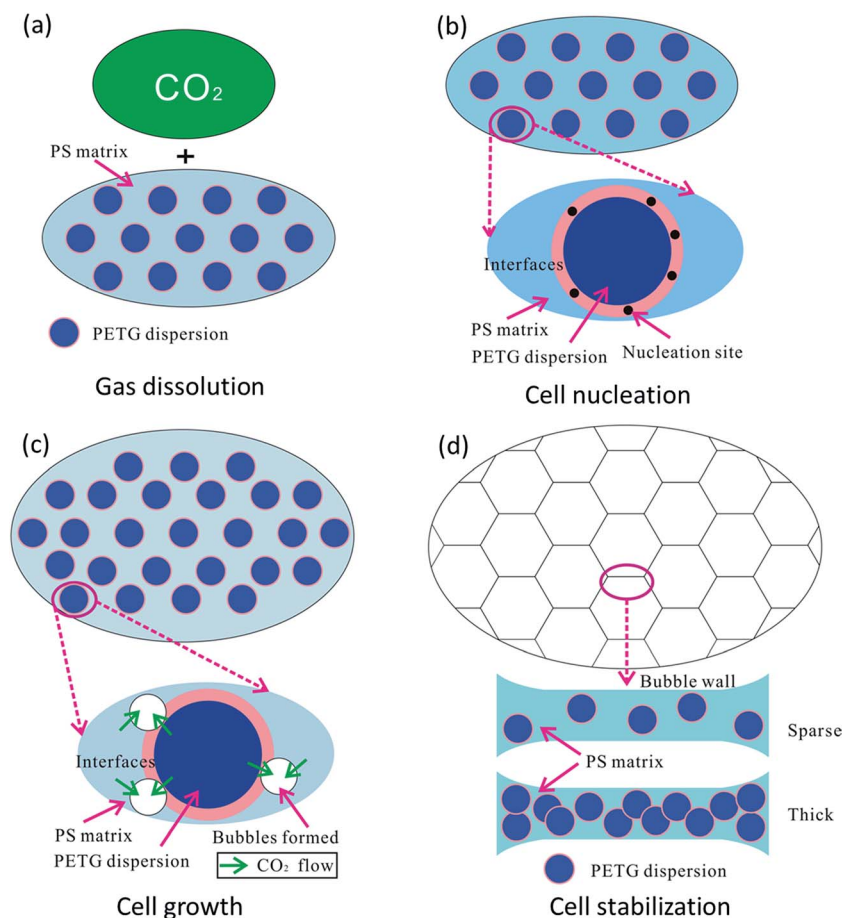 (a)
CO₂
+
PS matrix
PETG dispersion
Gas dissolution
(b)
Interfaces
PS matrix
PETG dispersion
Nucleation site
Cell nucleation
(c)
Interfaces
PS matrix
PETG dispersion
Bubbles formed
CO₂ flow
Cell growth
(d)
Bubble wall
Sparse
PS matrix
Thick
PETG dispersion
Cell stabilization